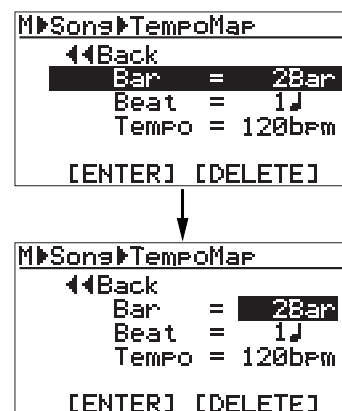 M▶Song▶TempoMap
◀◀Back
Bar = 2Bar
Beat = 1♩
Tempo = 120bpm
[ENTER] [DELETE]
M▶Song▶TempoMap
◀◀Back
Bar = 2Bar
Beat = 1♩
Tempo = 120bpm
[ENTER] [DELETE]